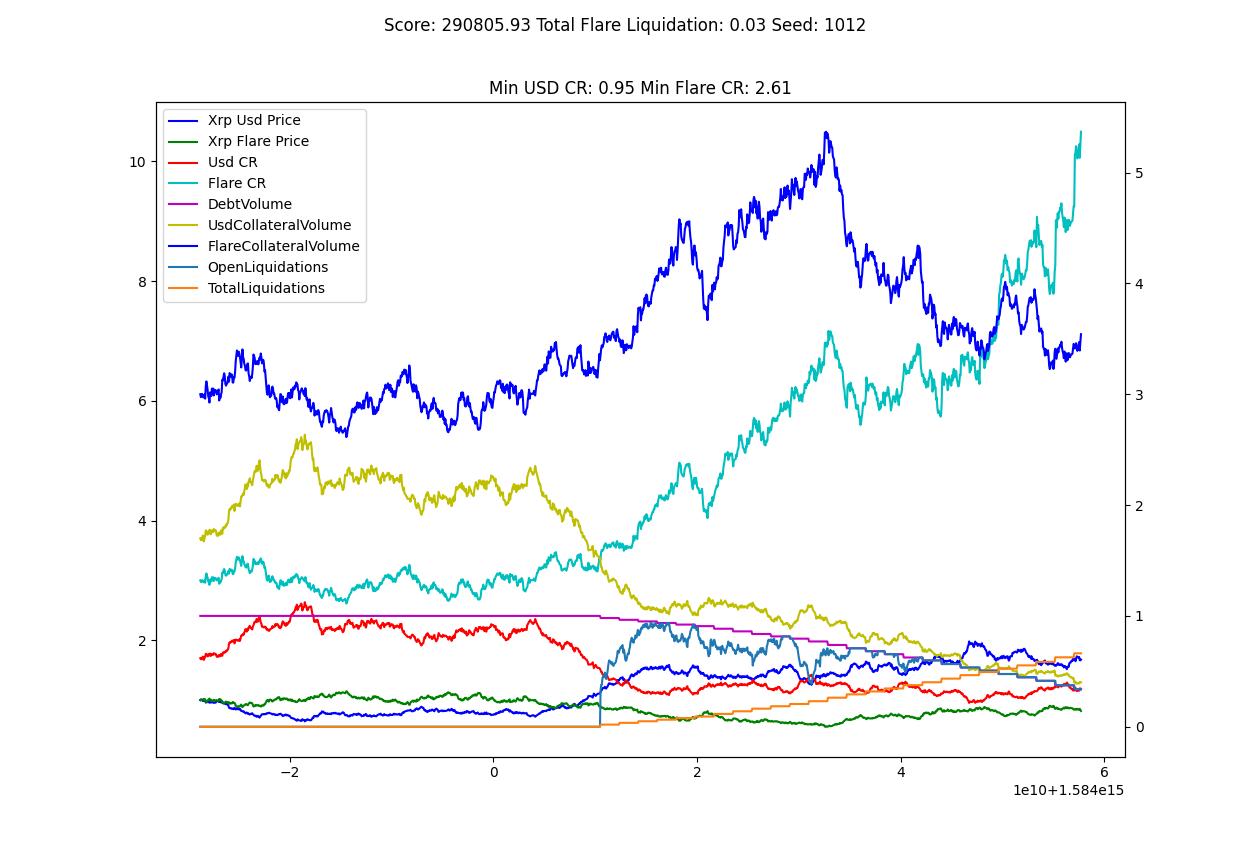 Score: 290805.93 Total Flare Liquidation: 0.03 Seed: 1012
Min USD CR: 0.95 Min Flare CR: 2.61
Xrp Usd Price
Xrp Flare Price
Usd CR
Flare CR
DebtVolume
UsdCollateralVolume
FlareCollateralVolume
OpenLiquidations
TotalLiquidations
10
8
6
4
2
5
4
3
2
1
0
−2
0
2
4
6
1e10+1.584e15